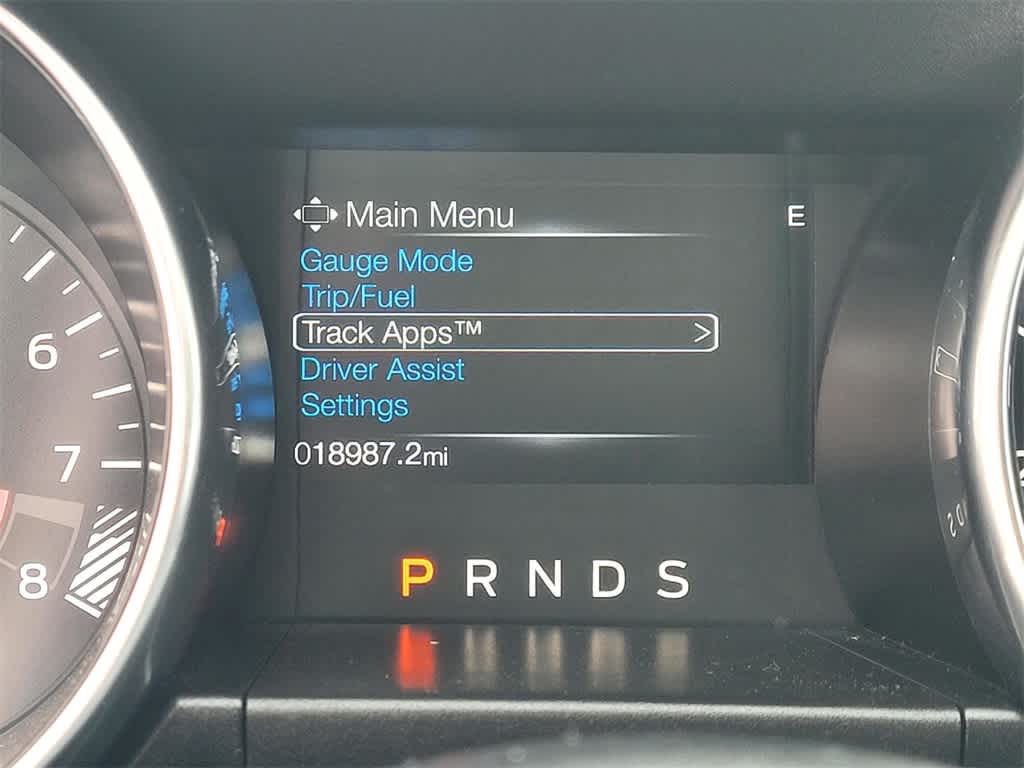 Main Menu
E
Gauge Mode
Trip/Fuel
Track Apps™ >
Driver Assist
Settings
018987.2mi
6
7
8
P R N D S